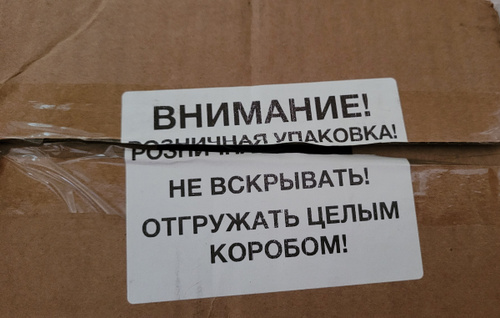 ВНИМАНИЕ!
РОЗНИЧНАЯ УПАКОВКА!
НЕ ВСКРЫВАТЬ!
ОТГРУЖАТЬ ЦЕЛЫМ
КОРОБОМ!